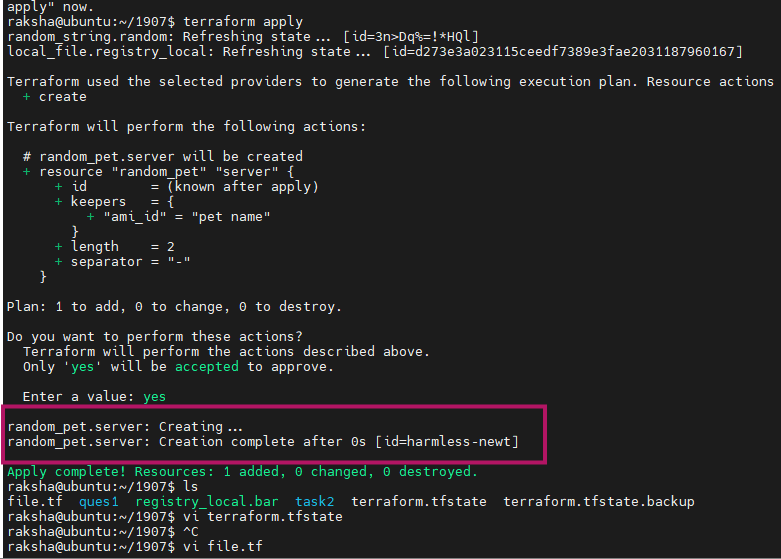 apply" now.
raksha@ubuntu:~/1907$ terraform apply
random_string.random: Refreshing state... [id=3n>Dq%=!*HQl]
local_file.registry_local: Refreshing state... [id=d273e3a023115ceedf7389e3fae2031187960167]
Terraform used the selected providers to generate the following execution plan. Resource actions
+ create
Terraform will perform the following actions:
# random_pet.server will be created
+ resource "random_pet" "server" {
+ id        = (known after apply)
+ keepers   = {
+ "ami_id" = "pet name"
}
+ length    = 2
+ separator = "-"
}
Plan: 1 to add, 0 to change, 0 to destroy.
Do you want to perform these actions?
Terraform will perform the actions described above.
Only 'yes' will be accepted to approve.
Enter a value: yes
random_pet.server: Creating...
random_pet.server: Creation complete after 0s [id=harmless-newt]
Apply complete! Resources: 1 added, 0 changed, 0 destroyed.
raksha@ubuntu:~/1907$ ls
file.tf  ques1  registry_local.bar  task2  terraform.tfstate  terraform.tfstate.backup
raksha@ubuntu:~/1907$ vi terraform.tfstate
raksha@ubuntu:~/1907$ ^C
raksha@ubuntu:~/1907$ vi file.tf